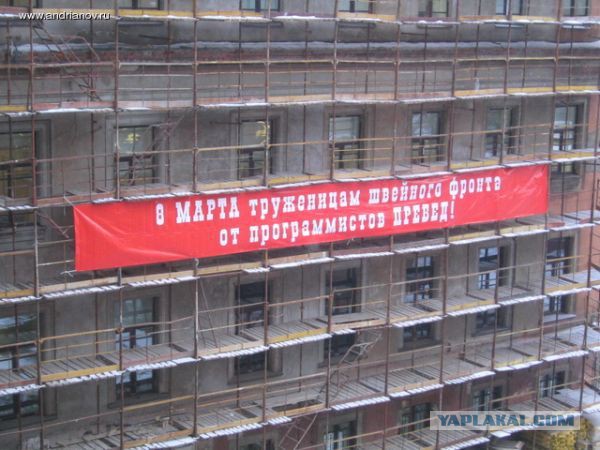 © www.andrianov.ru
8 МАРТА труженицам швейного фронта
от программистов ПРЕВЕД!
YAPLAKAL.COM